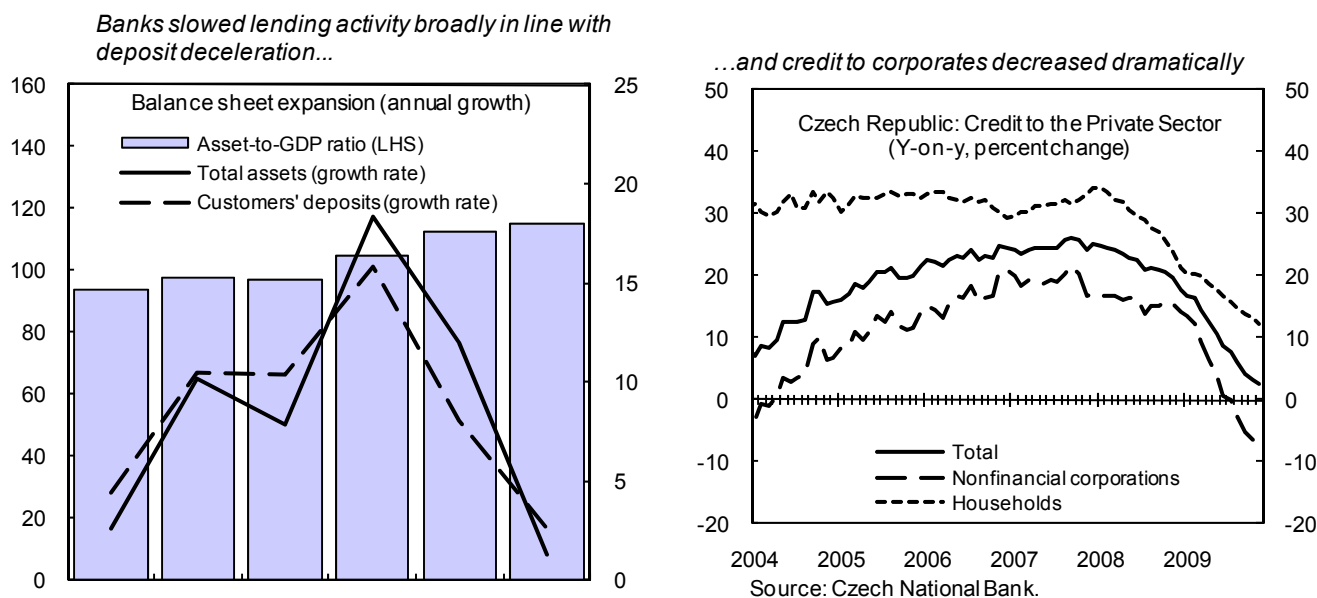 Banks slowed lending activity broadly in line with
deposit deceleration...
160
140
120
100
80
60
40
20
0
Balance sheet expansion (annual growth)
Asset-to-GDP ratio (LHS)
Total assets (growth rate)
Customers' deposits (growth rate)
25
20
15
10
5
0
…and credit to corporates decreased dramatically
50
40
30
20
10
0
-10
-20
Czech Republic: Credit to the Private Sector
(Y-on-y, percent change)
Total
Nonfinancial corporations
Households
50
40
30
20
10
0
-10
-20
2004 2005 2006 2007 2008 2009
Source: Czech National Bank.